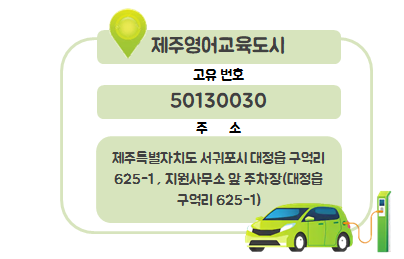 제주영어교육도시
고유 번호
50130030
주 소
제주특별자치도 서귀포시 대정읍 구억리
625-1 , 지원사무소 앞 주차장(대정읍
구억리 625-1)